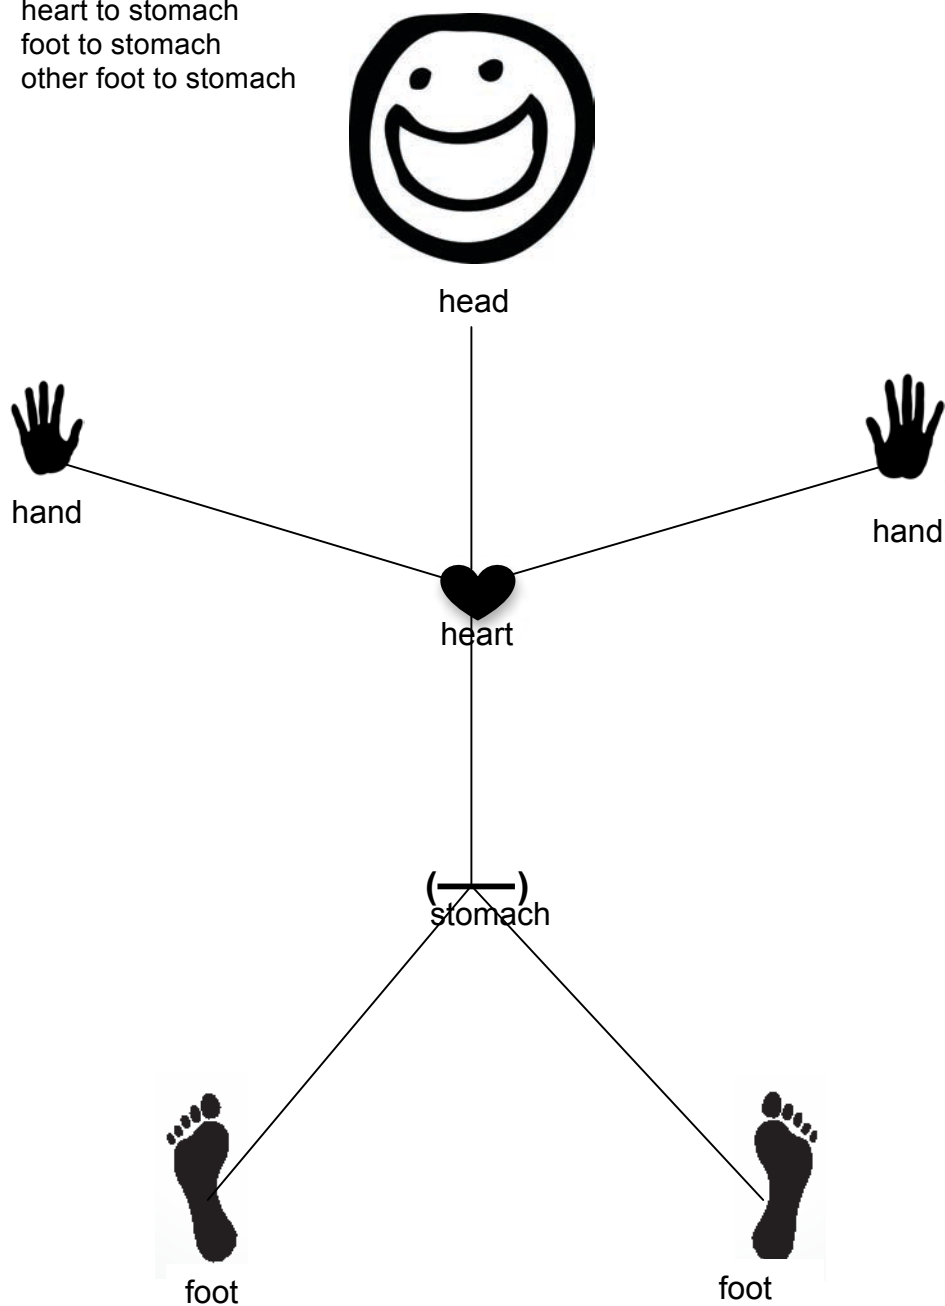 heart to stomach
foot to stomach
other foot to stomach
head
hand
hand
heart
(—)
stomach
foot
foot